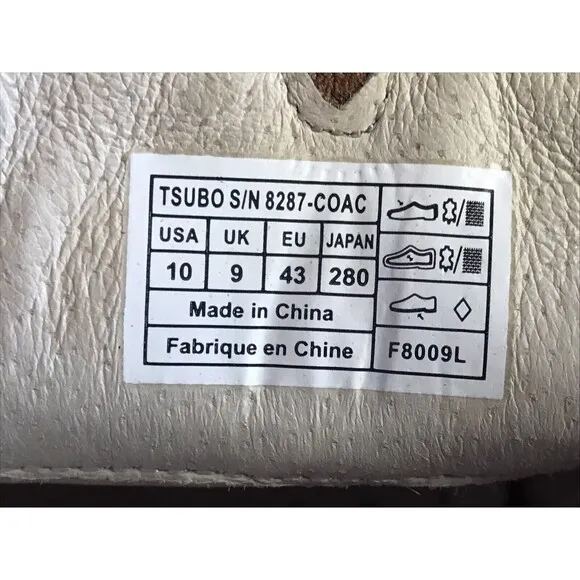 TSUBO S/N 8287-COAC
USA UK EU JAPAN
10 9 43 280
Made in China
Fabrique en Chine
F8009L